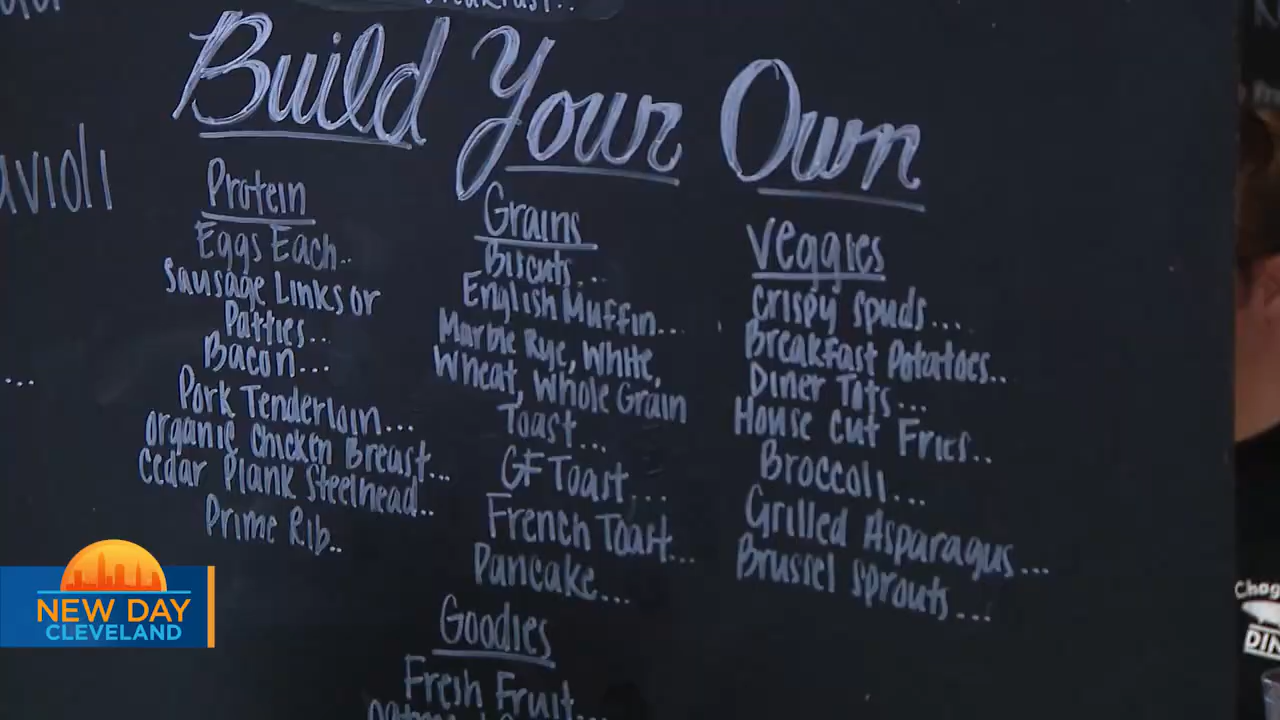 Build Your Own
Protein
Eggs Each..
Sausage Links or
Patties...
Bacon...
Pork Tenderloin...
Organic Chicken Breast...
Cedar Plank Steelhead..
Prime Rib..
Grains
Biscuts...
English Muffin...
Marble Rye, White,
Wheat, Whole Grain
Toast...
GF Toast...
French Toast...
Pancake...
Veggies
Crispy Spuds...
Breakfast Potatoes..
Diner Tots...
House Cut Fries..
Broccoli...
Grilled Asparagus...
Brussel Sprouts...
Goodies
Fresh Fruit...
NEW DAY
CLEVELAND